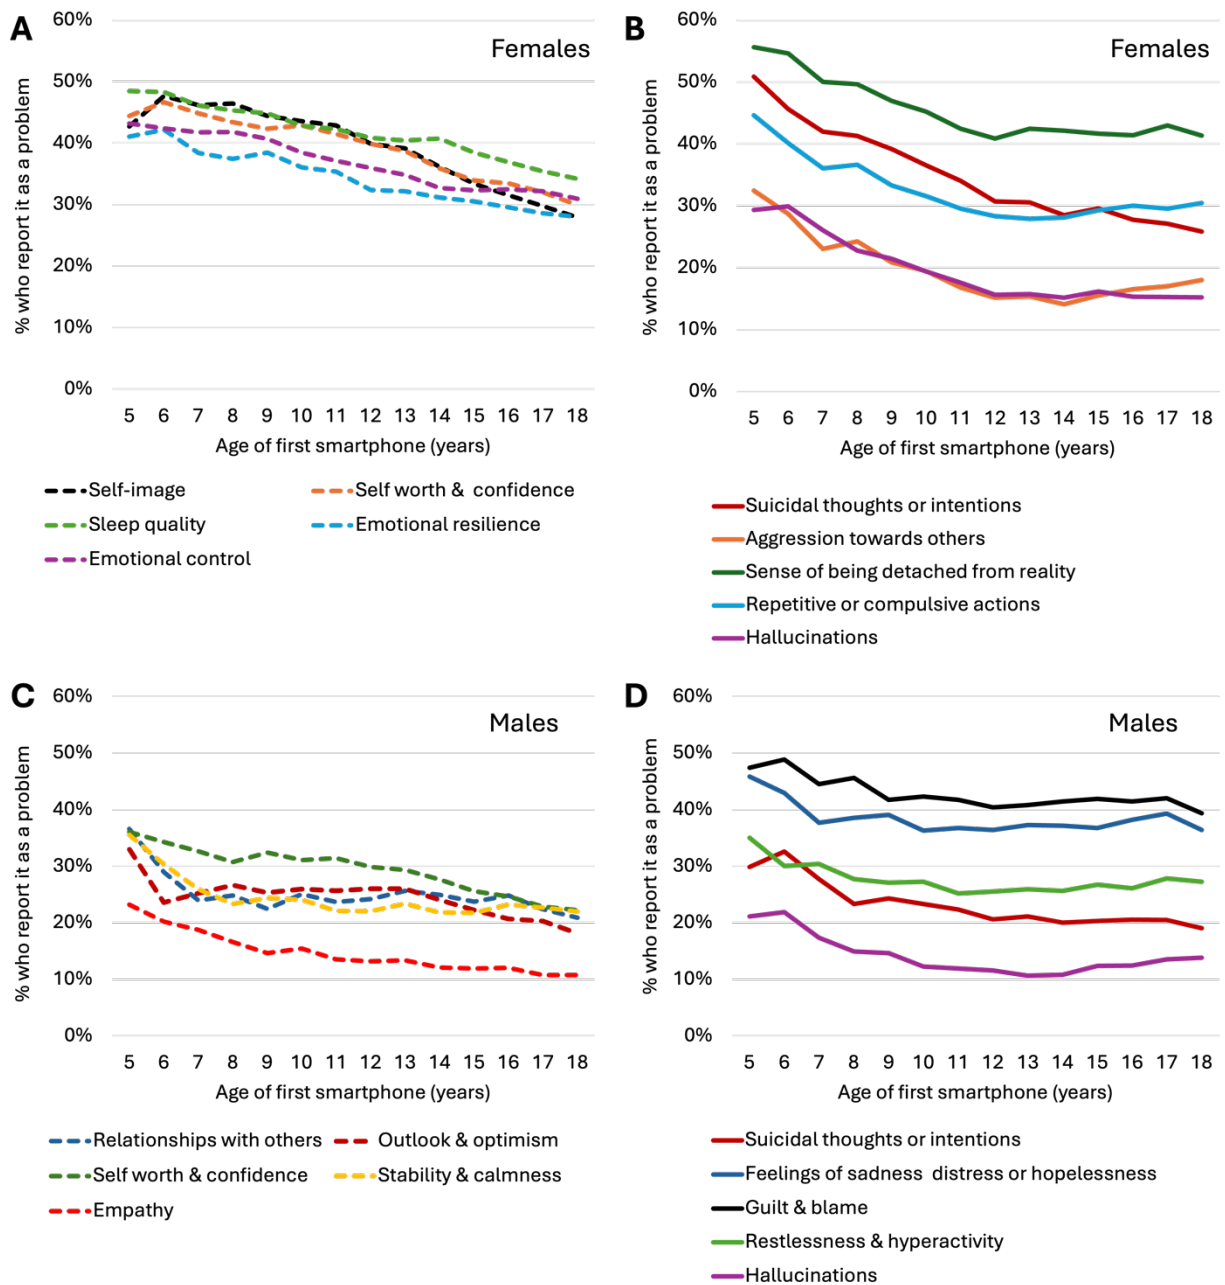 A
Females
% who report it as a problem
60%
50%
40%
30%
20%
10%
0%
5 6 7 8 9 10 11 12 13 14 15 16 17 18
Age of first smartphone (years)
Self-image
Self worth & confidence
Sleep quality
Emotional resilience
Emotional control
B
Females
% who report it as a problem
60%
50%
40%
30%
20%
10%
0%
5 6 7 8 9 10 11 12 13 14 15 16 17 18
Age of first smartphone (years)
Suicidal thoughts or intentions
Aggression towards others
Sense of being detached from reality
Repetitive or compulsive actions
Hallucinations
C
Males
% who report it as a problem
60%
50%
40%
30%
20%
10%
0%
5 6 7 8 9 10 11 12 13 14 15 16 17 18
Age of first smartphone (years)
Relationships with others
Outlook & optimism
Self worth & confidence
Stability & calmness
Empathy
D
Males
% who report it as a problem
60%
50%
40%
30%
20%
10%
0%
5 6 7 8 9 10 11 12 13 14 15 16 17 18
Age of first smartphone (years)
Suicidal thoughts or intentions
Feelings of sadness distress or hopelessness
Guilt & blame
Restlessness & hyperactivity
Hallucinations